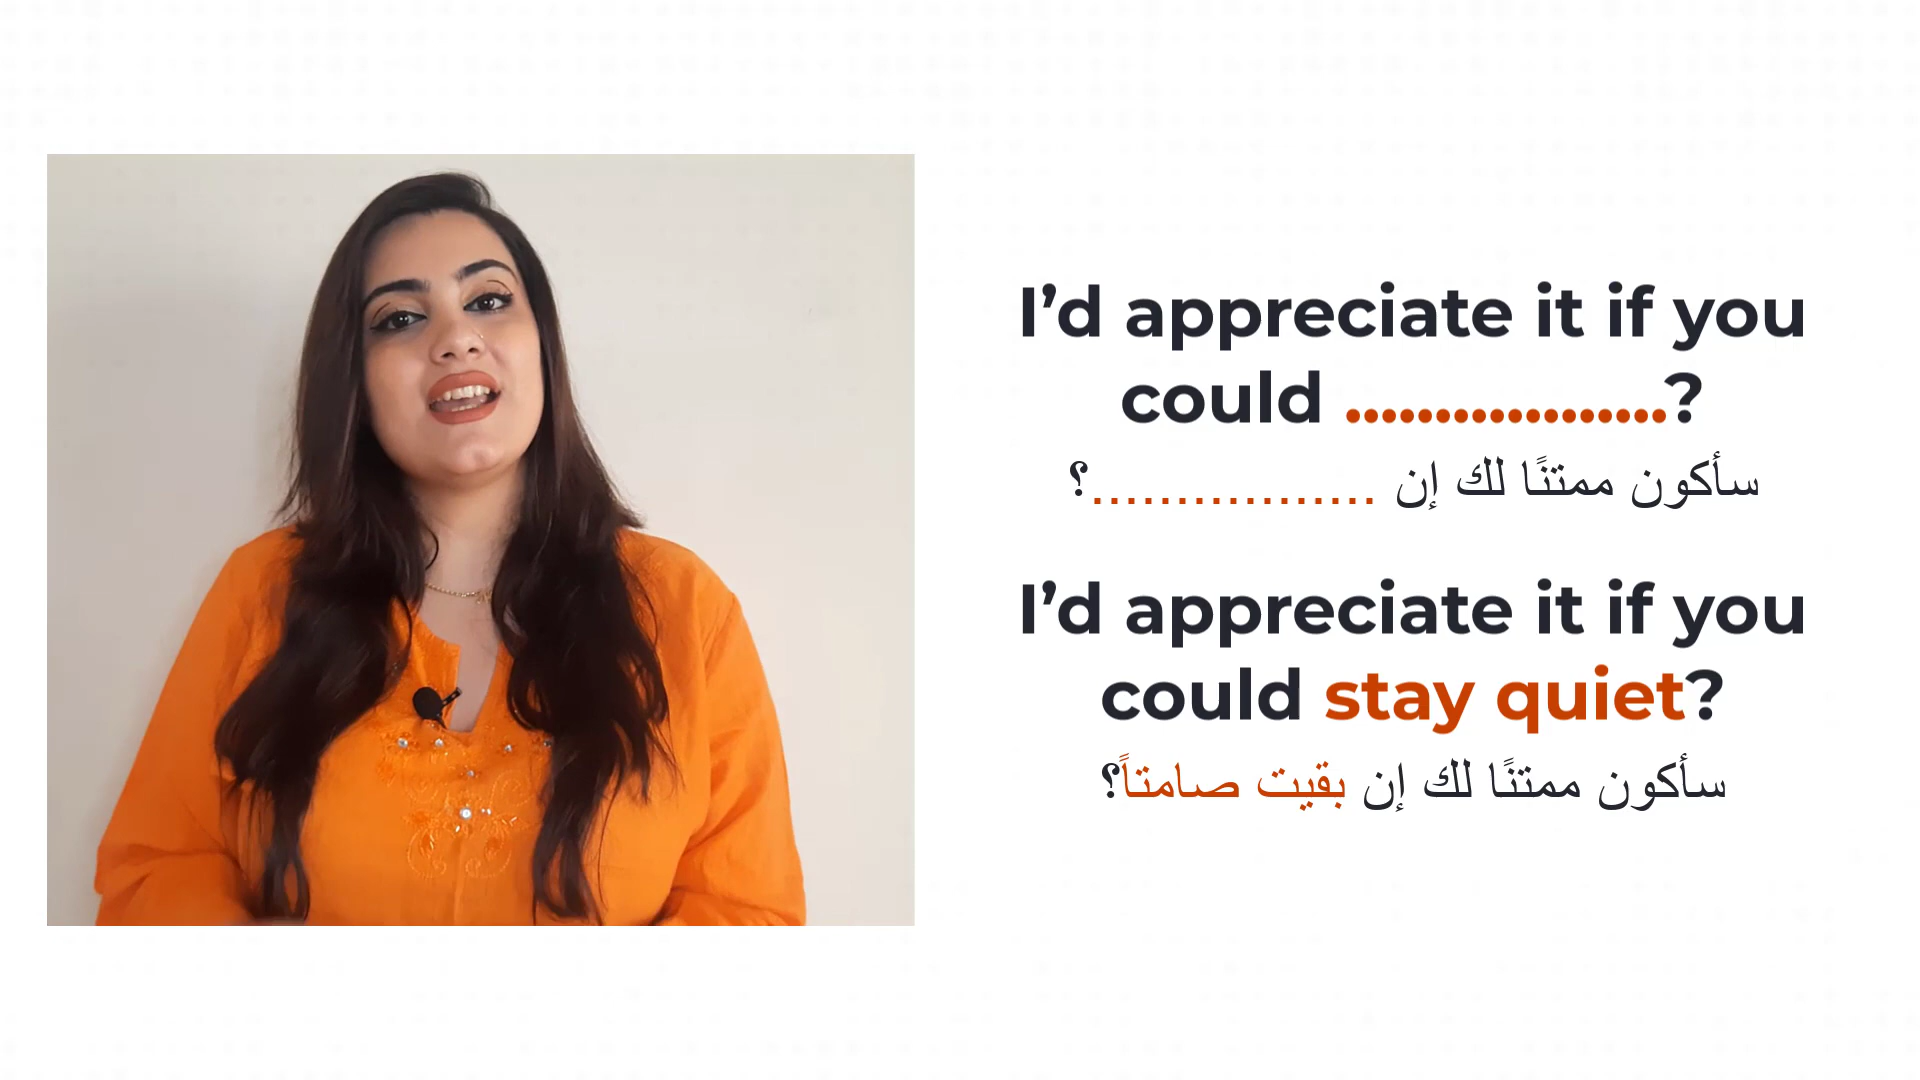 I’d appreciate it if you
could ..................?
سأكون ممتنًا لك إن .................؟
I’d appreciate it if you
could stay quiet?
سأكون ممتنًا لك إن بقيت صامتاً؟